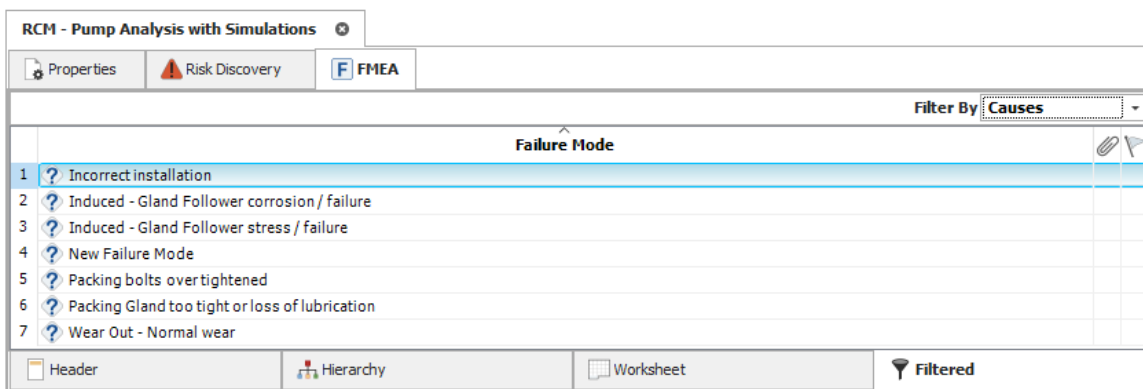 RCM - Pump Analysis with Simulations
Properties Risk Discovery F FMEA
Filter By Causes
Failure Mode
1 ? Incorrect installation
2 ? Induced - Gland Follower corrosion / failure
3 ? Induced - Gland Follower stress / failure
4 ? New Failure Mode
5 ? Packing bolts over tightened
6 ? Packing Gland too tight or loss of lubrication
7 ? Wear Out - Normal wear
Header Hierarchy Worksheet Filtered